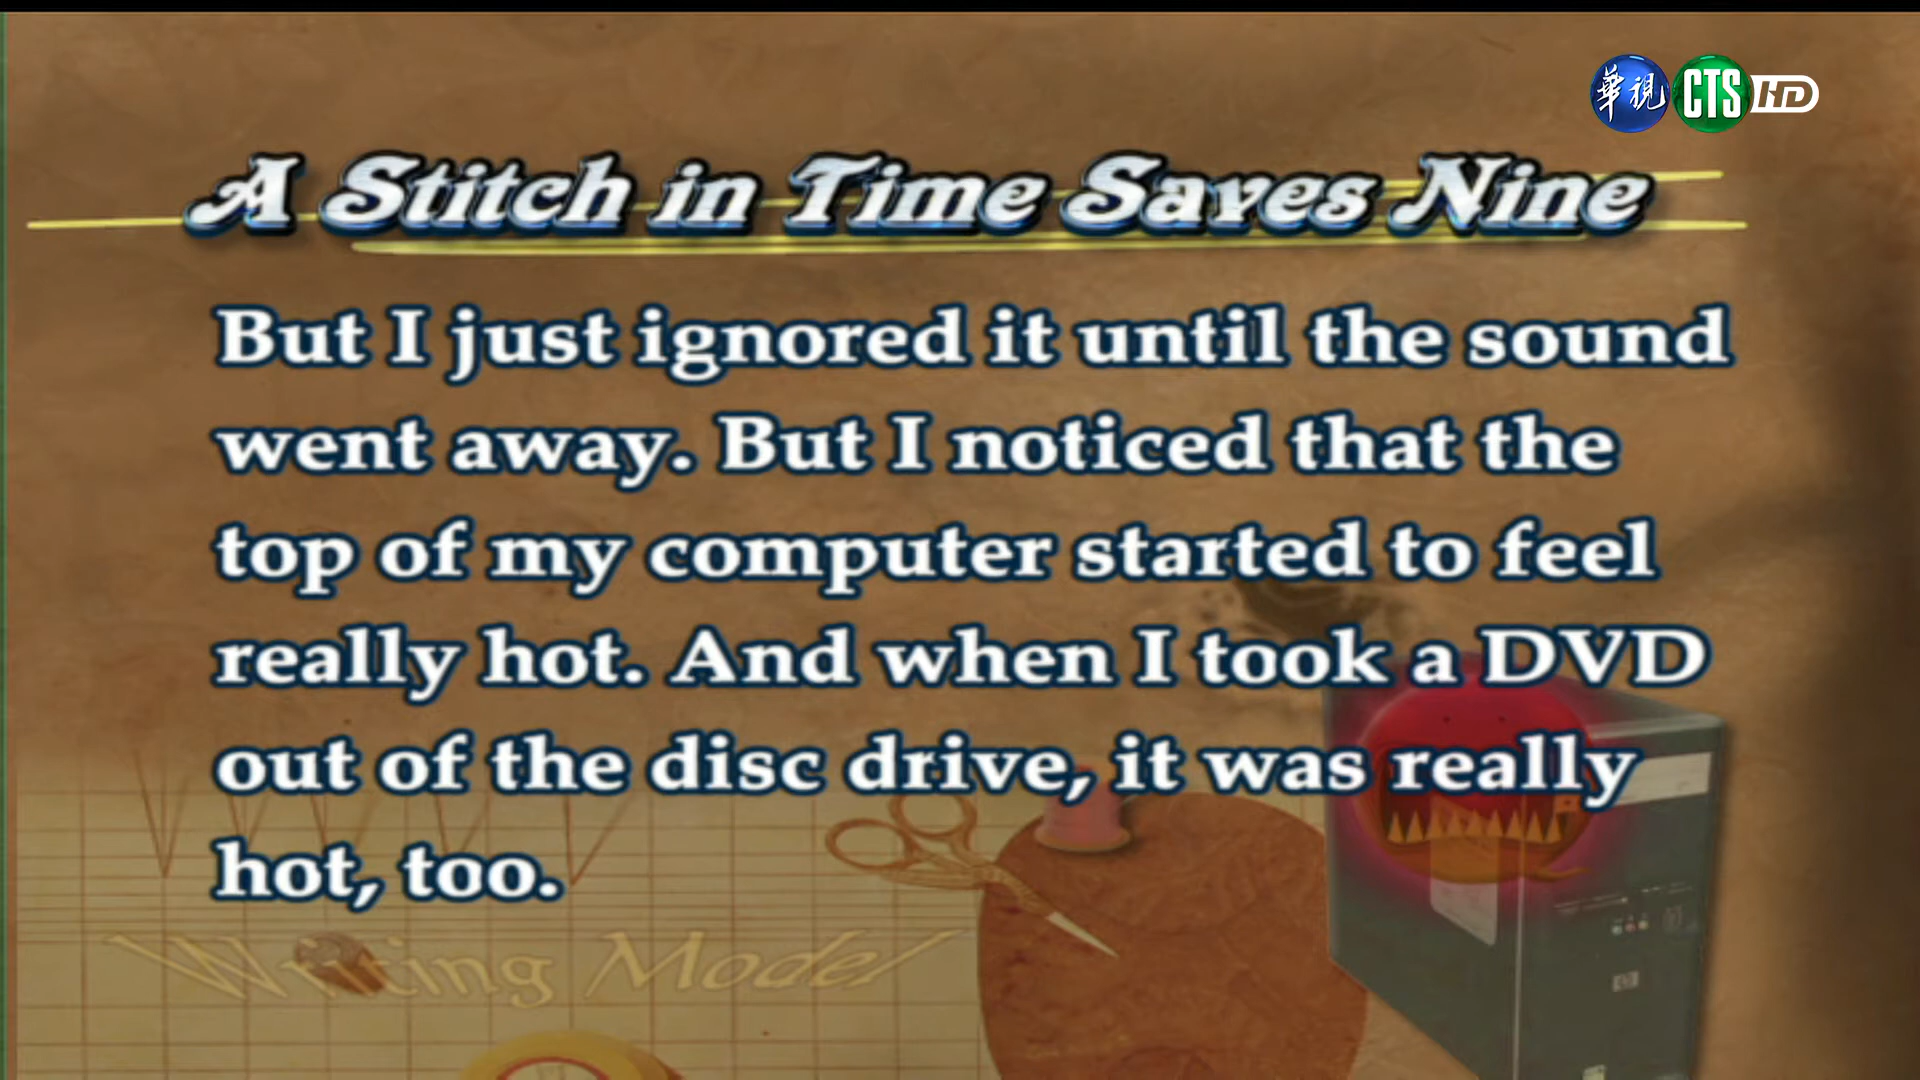 華視 CTS HD
A Stitch in Time Saves Nine
But I just ignored it until the sound
went away. But I noticed that the
top of my computer started to feel
really hot. And when I took a DVD
out of the disc drive, it was really
hot, too.
Writing Model